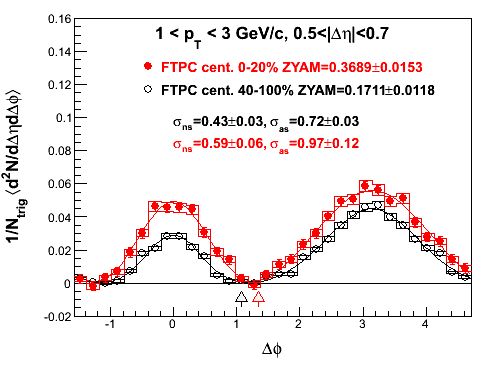 1 < p_T < 3 GeV/c, 0.5<|Δη|<0.7
FTPC cent. 0-20% ZYAM=0.3689±0.0153
FTPC cent. 40-100% ZYAM=0.1711±0.0118
σ_ns=0.43±0.03, σ_as=0.72±0.03
σ_ns=0.59±0.06, σ_as=0.97±0.12
1/N_trig ⟨d²N/dΔηdΔϕ⟩
0.16
0.14
0.12
0.1
0.08
0.06
0.04
0.02
0
-0.02
-1 0 1 2 3 4
Δϕ